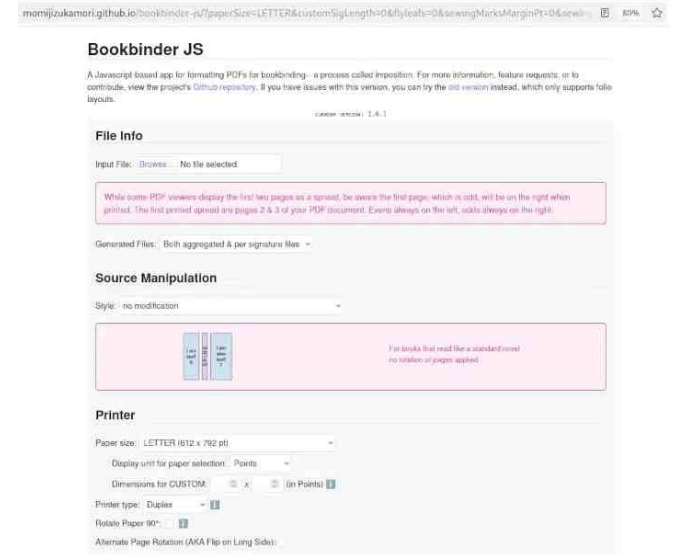 momijizukamori.github.io/bookbinder-js/?paperSize=LETTER&customSigLength=0&flyleafs=0&sewingMarksMarginPt=0&sewing 80%
Bookbinder JS
A Javascript-based app for formatting PDFs for bookbinding-- a process called imposition. For more information, feature requests, or to
contribute, view the project's Github repository. If you have issues with this version, you can try the old version instead, which only supports folio
layouts.
CURRENT VERSION: 1.6.1
File Info
Input File: Browse... No file selected.
While some PDF viewers display the first two pages as a spread, be aware the first page, which is odd, will be on the right when
printed. The first printed spread are pages 2 & 3 of your PDF document. Evens always on the left, odds always on the right.
Generated Files: Both aggregated & per signature files
Source Manipulation
Style: no modification
For books that read like a standard novel
no rotation of pages applied
Printer
Paper size: LETTER (612 x 792 pt)
Display unit for paper selection: Points
Dimensions for CUSTOM: x (in Points)
Printer type: Duplex
Rotate Paper 90°:
Alternate Page Rotation (AKA Flip on Long Side):